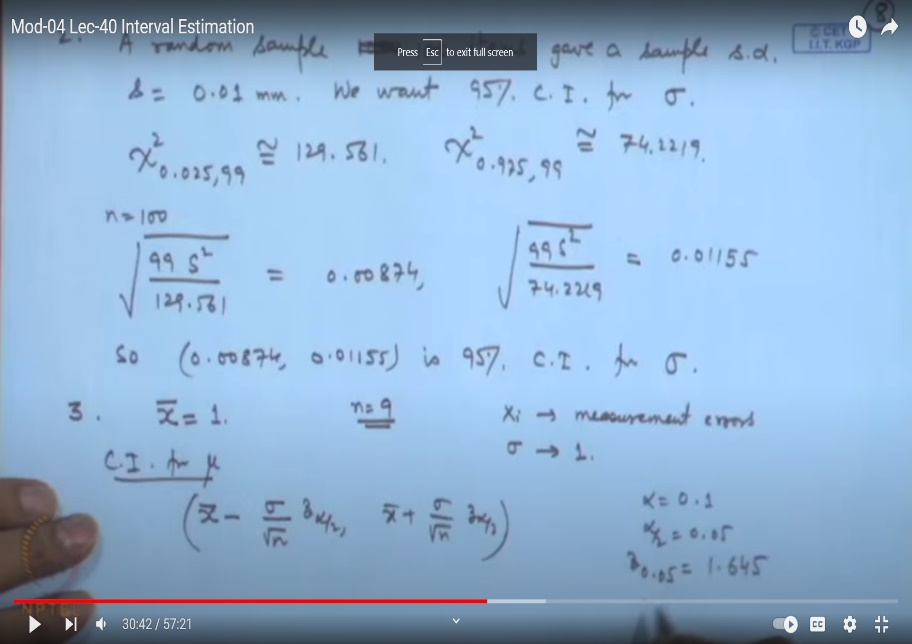 Mod-04 Lec-40 Interval Estimation
8
Press Esc to exit full screen
© CET
I.I.T. KGP
2. A random sample gave a sample s.d.
s = 0.01 mm. We want 95% C.I. for σ.
χ²0.025,99 ≅ 129.561. χ²0.975,99 ≅ 74.2219.
n=100
√(99 s² / 129.561) = 0.00874, √(99 s² / 74.2219) = 0.01155
So (0.00874, 0.01155) is 95% C.I. for σ.
3. x̄ = 1. n=9 Xi → measurement errors
σ → 1.
C.I. for μ
(x̄ − σ/√n zα/2, x̄ + σ/√n zα/2)
α = 0.1
α/2 = 0.05
z0.05 = 1.645
NPTEL
30:42 / 57:21
CC